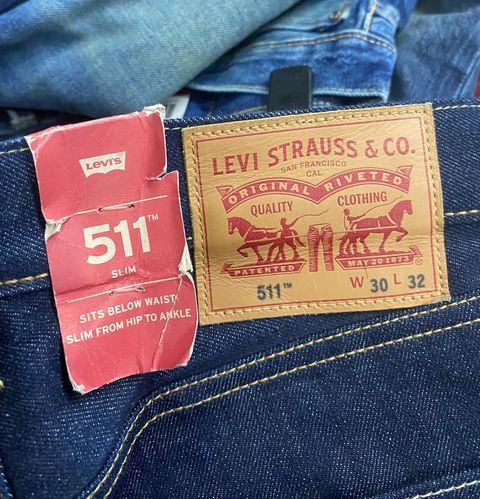 LEVI'S
511™
SLIM
SITS BELOW WAIST
SLIM FROM HIP TO ANKLE
LEVI STRAUSS & CO.
SAN FRANCISCO
CAL.
ORIGINAL RIVETED
QUALITY CLOTHING
PATENTED MAY 20 1873
511™ W 30 L 32